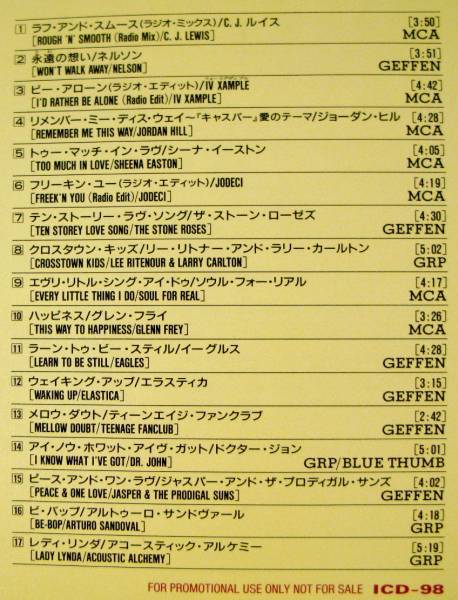 1 ラフ・アンド・スムース(ラジオ・ミックス)/C. J. ルイス [3:50]
[ROUGH 'N' SMOOTH (Radio Mix)/C. J. LEWIS] MCA
2 永遠の想い/ネルソン [3:51]
[WON'T WALK AWAY/NELSON] GEFFEN
3 ビー・アローン(ラジオ・エディット)/IV XAMPLE [4:42]
[I'D RATHER BE ALONE (Radio Edit)/IV XAMPLE] MCA
4 リメンバー・ミー・ディス・ウェイ~『キャスパー』愛のテーマ/ジョーダン・ヒル [4:28]
[REMEMBER ME THIS WAY/JORDAN HILL] MCA
5 トゥー・マッチ・イン・ラヴ/シーナ・イーストン [4:05]
[TOO MUCH IN LOVE/SHEENA EASTON] MCA
6 フリーキン・ユー(ラジオ・エディット)/JODECI [4:19]
[FREEK'N YOU (Radio Edit)/JODECI] MCA
7 テン・ストーリー・ラヴ・ソング/ザ・ストーン・ローゼズ [4:30]
[TEN STOREY LOVE SONG/THE STONE ROSES] GEFFEN
8 クロスタウン・キッズ/リー・リトナー・アンド・ラリー・カールトン [5:02]
[CROSSTOWN KIDS/LEE RITENOUR & LARRY CARLTON] GRP
9 エヴリ・リトル・シング・アイ・ドゥ/ソウル・フォー・リアル [4:17]
[EVERY LITTLE THING I DO/SOUL FOR REAL] MCA
10 ハッピネス/グレン・フライ [3:26]
[THIS WAY TO HAPPINESS/GLENN FREY] MCA
11 ラーン・トゥ・ビー・スティル/イーグルス [4:28]
[LEARN TO BE STILL/EAGLES] GEFFEN
12 ウェイキング・アップ/エラスティカ [3:15]
[WAKING UP/ELASTICA] GEFFEN
13 メロウ・ダウト/ティーンエイジ・ファンクラブ [2:42]
[MELLOW DOUBT/TEENAGE FANCLUB] GEFFEN
14 アイ・ノウ・ホワット・アイヴ・ガット/ドクター・ジョン [5:01]
[I KNOW WHAT I'VE GOT/DR. JOHN] GRP/BLUE THUMB
15 ピース・アンド・ワン・ラヴ/ジャスパー・アンド・ザ・プロディガル・サンズ [4:02]
[PEACE & ONE LOVE/JASPER & THE PRODIGAL SUNS] GEFFEN
16 ビ・バップ/アルトゥーロ・サンドヴァール [4:18]
[BE-BOP/ARTURO SANDOVAL] GRP
17 レディ・リンダ/アコースティック・アルケミー [5:19]
[LADY LYNDA/ACOUSTIC ALCHEMY] GRP
FOR PROMOTIONAL USE ONLY NOT FOR SALE ICD-98